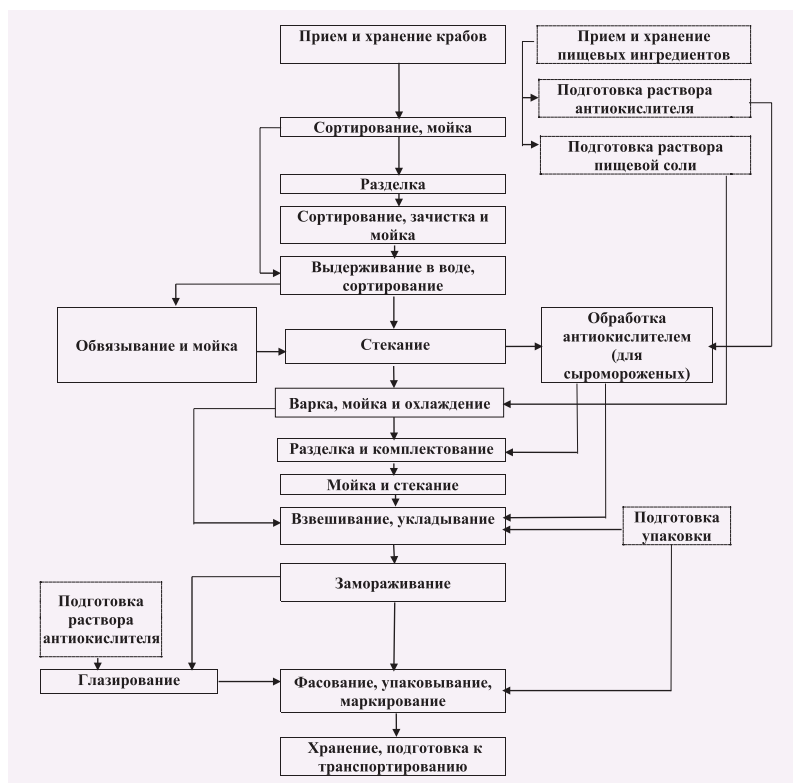 Прием и хранение крабов
Прием и хранение
пищевых ингредиентов
Подготовка раствора
антиокислителя
Сортирование, мойка
Подготовка раствора
пищевой соли
Разделка
Сортирование, зачистка и
мойка
Выдерживание в воде,
сортирование
Обвязывание и мойка
Стекание
Обработка
антиокислителем
(для
сыромороженых)
Варка, мойка и охлаждение
Разделка и комплектование
Мойка и стекание
Взвешивание, укладывание
Подготовка
упаковки
Замораживание
Подготовка
раствора
антиокислителя
Глазирование
Фасование, упаковывание,
маркирование
Хранение, подготовка к
транспортированию